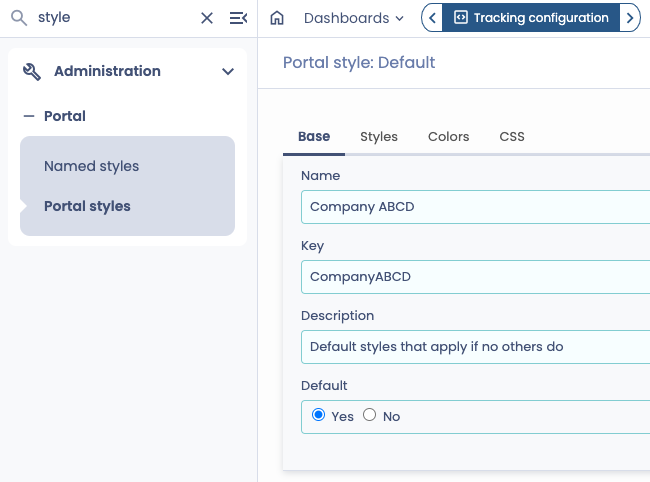 style
Dashboards
Tracking configuration
Administration
Portal
Named styles
Portal styles
Portal style: Default
Base Styles Colors CSS
Name
Company ABCD
Key
CompanyABCD
Description
Default styles that apply if no others do
Default
Yes No